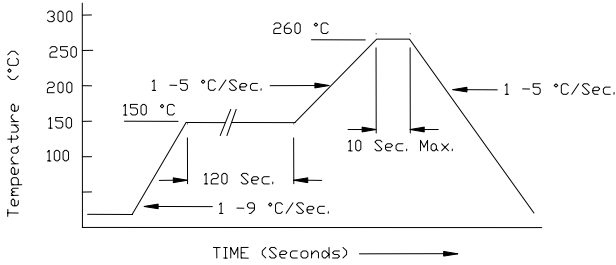 300
260 °C
250
200
1 -5 °C/Sec.
1 -5 °C/Sec.
150 °C
150
10 Sec. Max.
100
120 Sec.
1 -9 °C/Sec.
Temperature (°C)
TIME (Seconds)